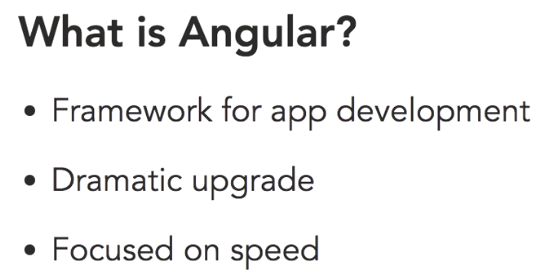 What is Angular?
• Framework for app development
• Dramatic upgrade
• Focused on speed